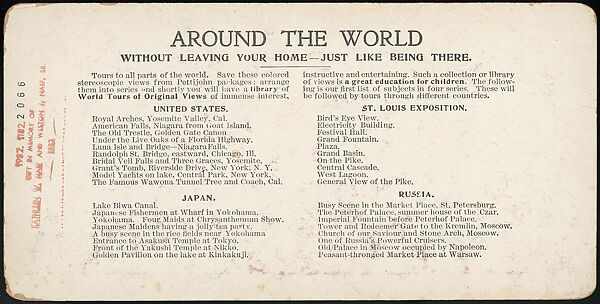 AROUND THE WORLD
WITHOUT LEAVING YOUR HOME—JUST LIKE BEING THERE.
Tours to all parts of the world. Save these colored
stereoscopic views from Pettijohn packages: arrange
them into series and shortly you will have a library of
World Tours of Original Views of immense interest,
instructive and entertaining. Such a collection or library
of views is a great education for children. The follow-
ing is our first list of subjects in four series. These will
be followed by tours through different countries.
UNITED STATES.
Royal Arches, Yosemite Valley, Cal.
American Falls, Niagara from Goat Island,
The Old Trestle, Golden Gate Canon
Under the Live Oaks of a Florida Highway,
Luna Isle and Bridge—Niagara Falls.
Randolph St. Bridge, eastward, Chicago, Ill.
Bridal Veil Falls and Three Graces, Yosemite,
Grant's Tomb, Riverside Drive, New York, N. Y.
Model Yachts on lake, Central Park, New York,
The Famous Wawona Tunnel Tree and Coach, Cal.
JAPAN.
Lake Biwa Canal.
Japanese Fishermen at Wharf in Yokohama.
Yokohama, Four Maids at Chrysanthemum Show.
Japanese Maidens having a jolly tea party.
A busy scene in the rice fields near Yokohama
Entrance to Asakusa Temple at Tokyo.
Front of the Yakushi Temple at Nikko.
Golden Pavilion on the lake at Kinkakuji.
ST. LOUIS EXPOSITION.
Bird's Eye View.
Electricity Building.
Festival Hall.
Grand Fountain.
Plaza.
Grand Basin.
On the Pike.
Central Cascade.
West Lagoon.
General View of the Pike.
RUSSIA.
Busy Scene in the Market Place, St. Petersburg.
The Peterhof Palace, summer house of the Czar.
Imperial Fountain before Peterhof Palace.
Tower and Redeemer Gate to the Kremlin, Moscow.
Church of our Saviour and Stone Arch, Moscow.
One of Russia's Powerful Cruisers.
Old Palace in Moscow occupied by Napoleon.
Peasant-thronged Market Place at Warsaw.
1982.1182.2066
GIFT IN MEMORY OF
KATHLEEN W. NAEF AND WESTON J. NAEF, SR.
1982